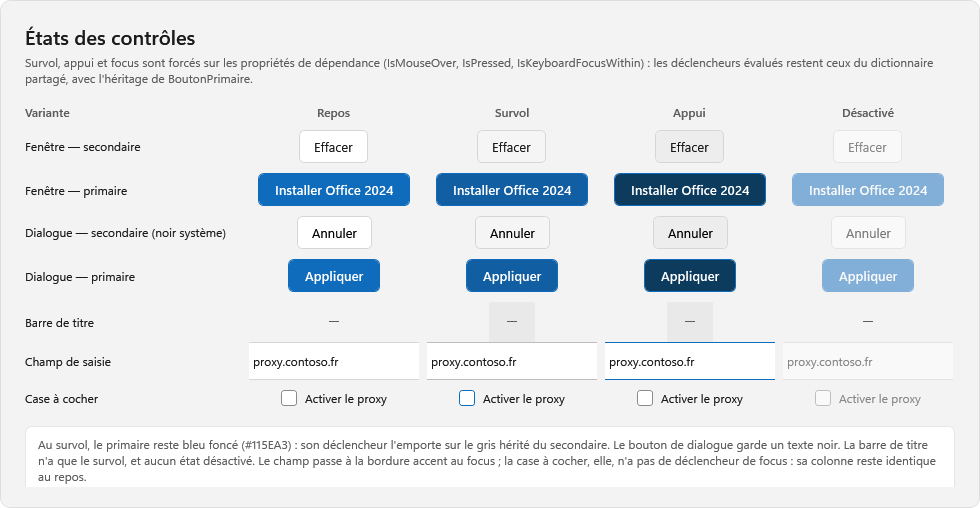 États des contrôles
Survol, appui et focus sont forcés sur les propriétés de dépendance (IsMouseOver, IsPressed, IsKeyboardFocusWithin) : les déclencheurs évalués restent ceux du dictionnaire
partagé, avec l'héritage de BoutonPrimaire.
Variante Repos Survol Appui Désactivé
Fenêtre — secondaire Effacer Effacer Effacer Effacer
Fenêtre — primaire Installer Office 2024 Installer Office 2024 Installer Office 2024 Installer Office 2024
Dialogue — secondaire (noir système) Annuler Annuler Annuler Annuler
Dialogue — primaire Appliquer Appliquer Appliquer Appliquer
Barre de titre — — — —
Champ de saisie proxy.contoso.fr proxy.contoso.fr proxy.contoso.fr proxy.contoso.fr
Case à cocher Activer le proxy Activer le proxy Activer le proxy Activer le proxy
Au survol, le primaire reste bleu foncé (#115EA3) : son déclencheur l'emporte sur le gris hérité du secondaire. Le bouton de dialogue garde un texte noir. La barre de titre
n'a que le survol, et aucun état désactivé. Le champ passe à la bordure accent au focus ; la case à cocher, elle, n'a pas de déclencheur de focus : sa colonne reste identique
au repos.